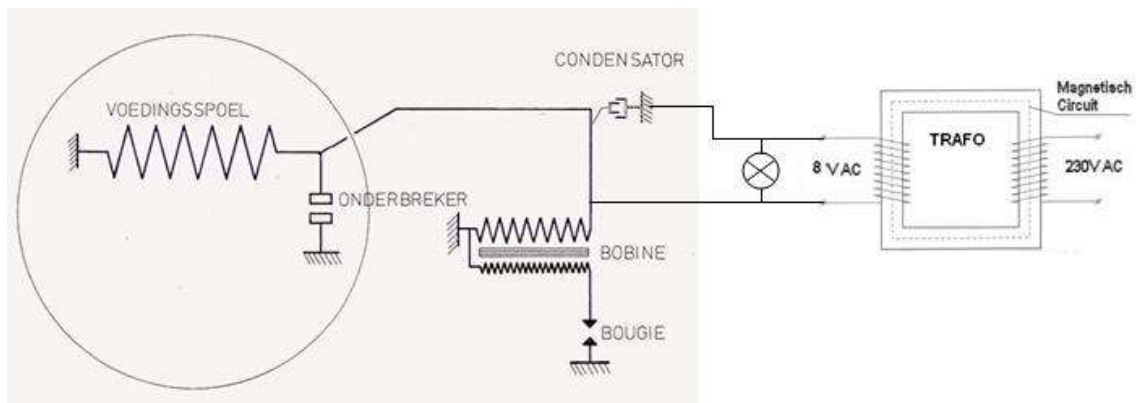 CONDENSATOR
VOEDINGSSPOEL
ONDERBREKER
BOBINE
BOUGIE
8 VAC
TRAFO
Magnetisch
Circuit
230VAC